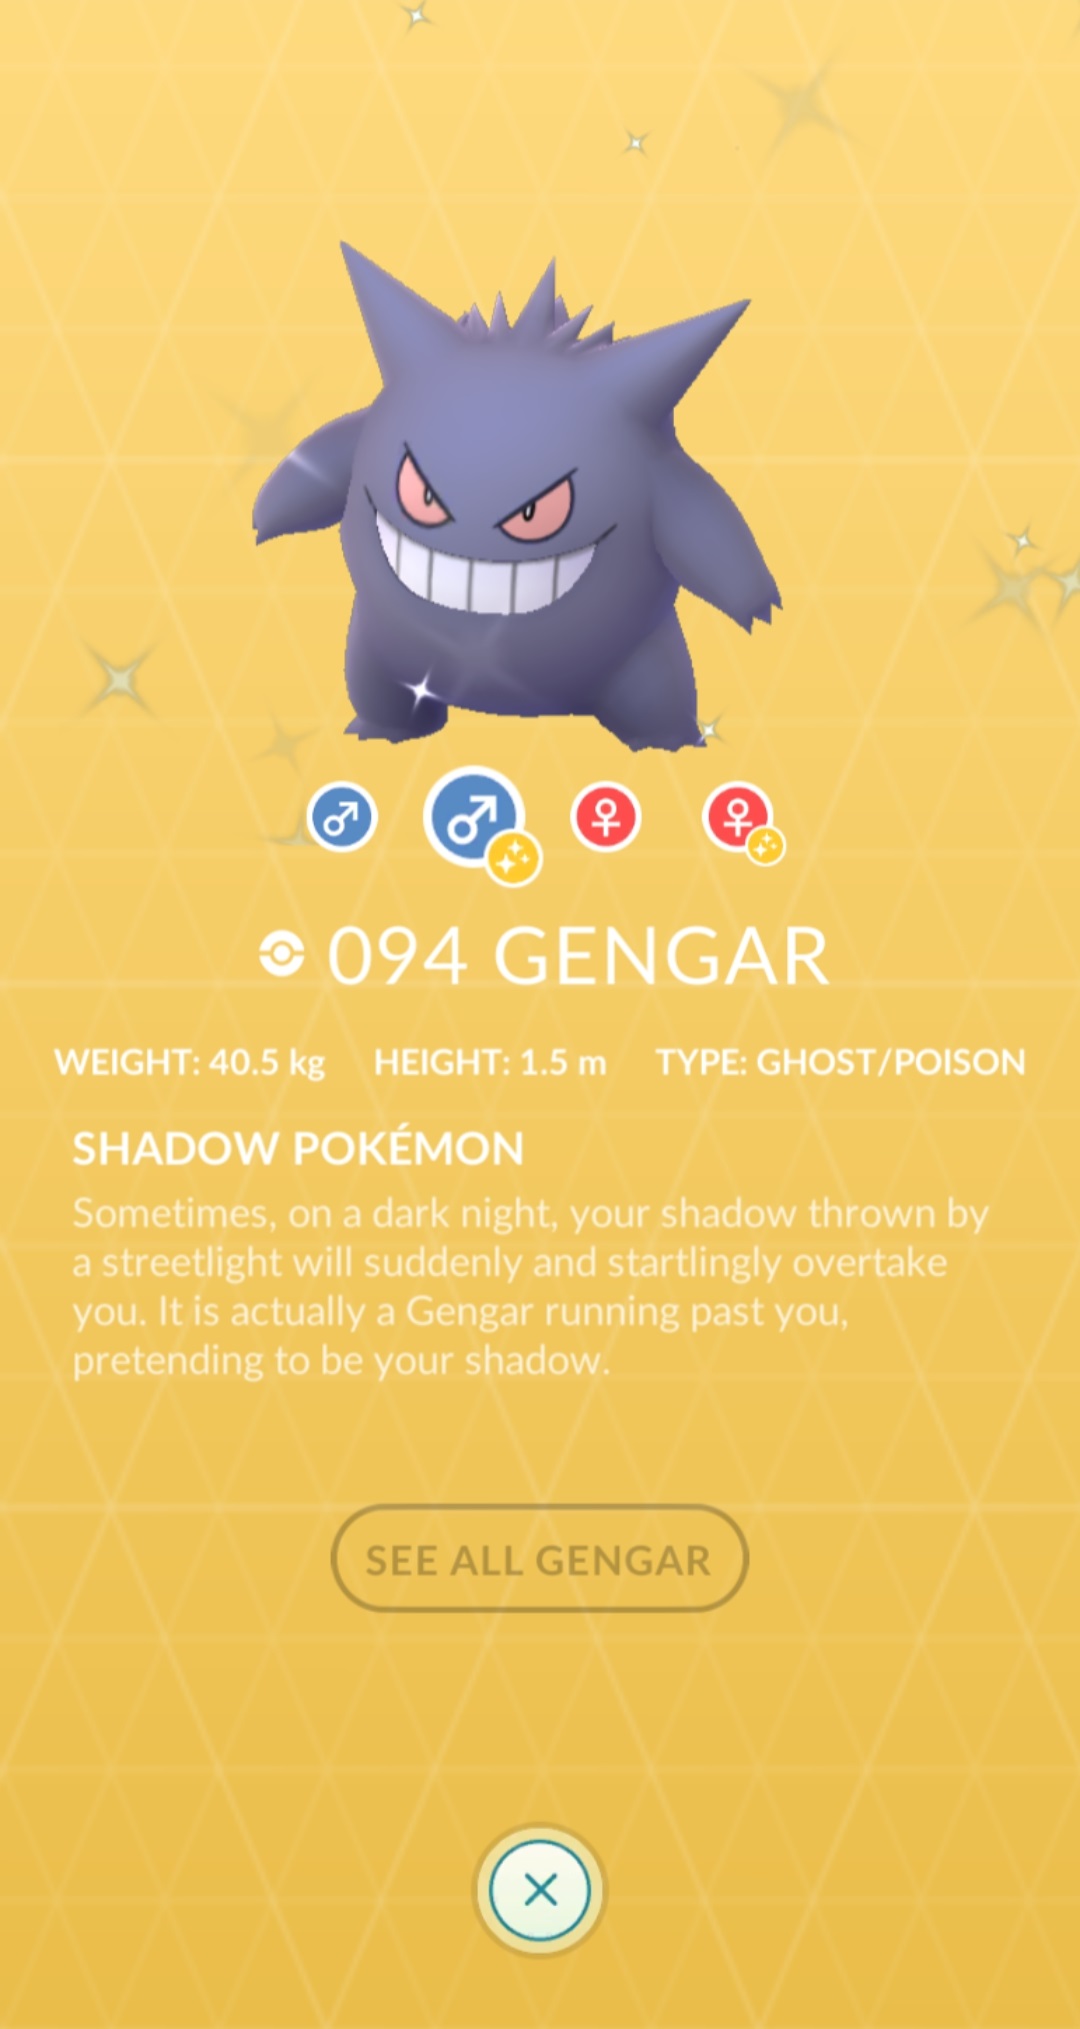 094 GENGAR
WEIGHT: 40.5 kg HEIGHT: 1.5 m TYPE: GHOST/POISON
SHADOW POKÉMON
Sometimes, on a dark night, your shadow thrown by
a streetlight will suddenly and startlingly overtake
you. It is actually a Gengar running past you,
pretending to be your shadow.
SEE ALL GENGAR